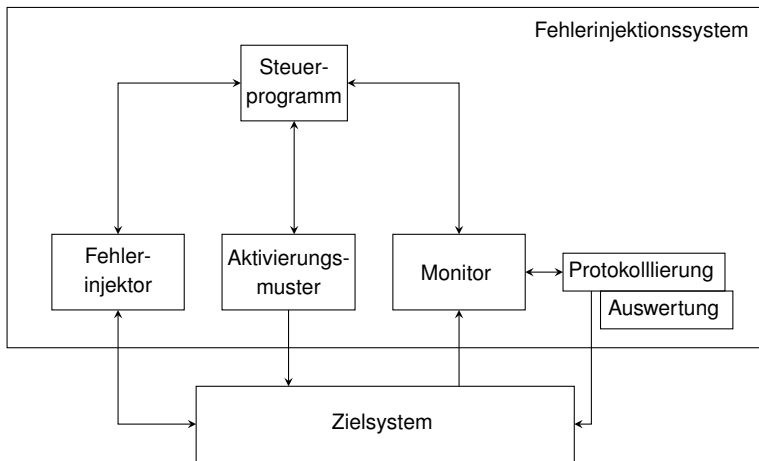 Fehlerinjektionssystem
Steuer-
programm
Fehler-
injektor
Aktivierungs-
muster
Monitor
Protokolllierung
Auswertung
Zielsystem